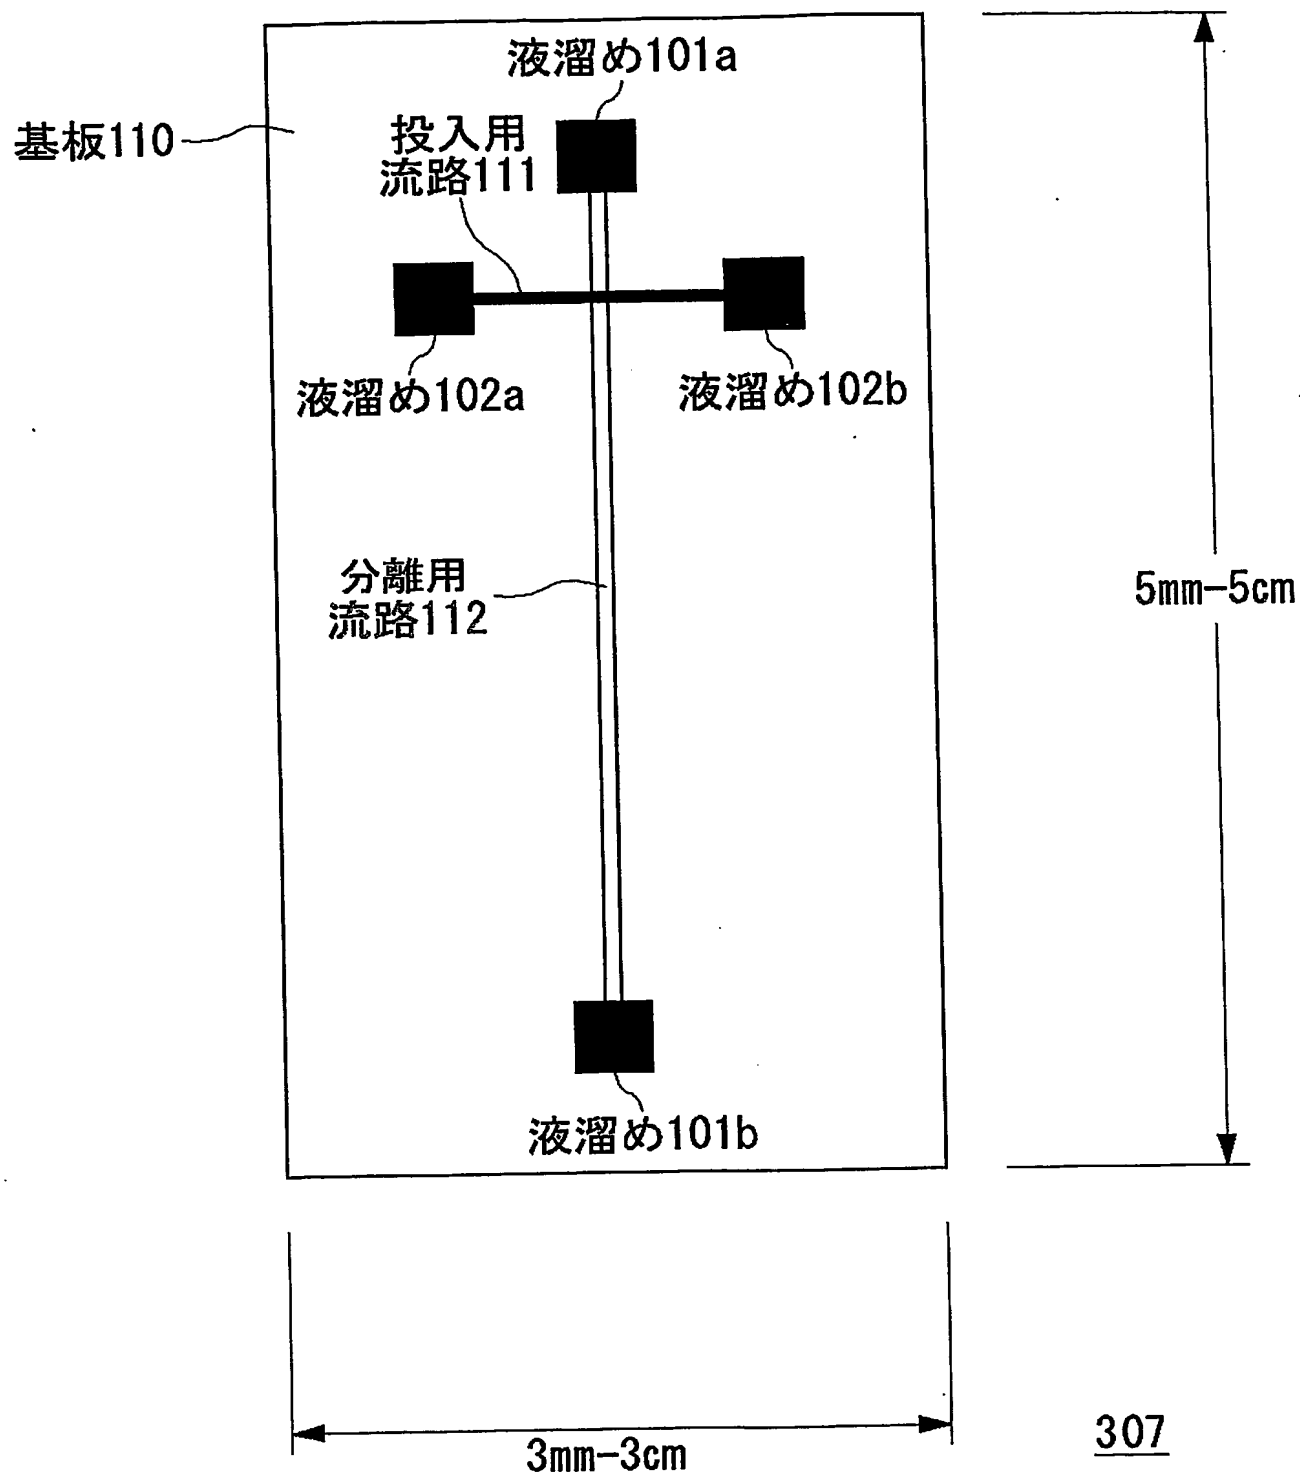 液溜め101a
基板110
投入用
流路111
液溜め102a
液溜め102b
分離用
流路112
5mm-5cm
液溜め101b
3mm-3cm
307